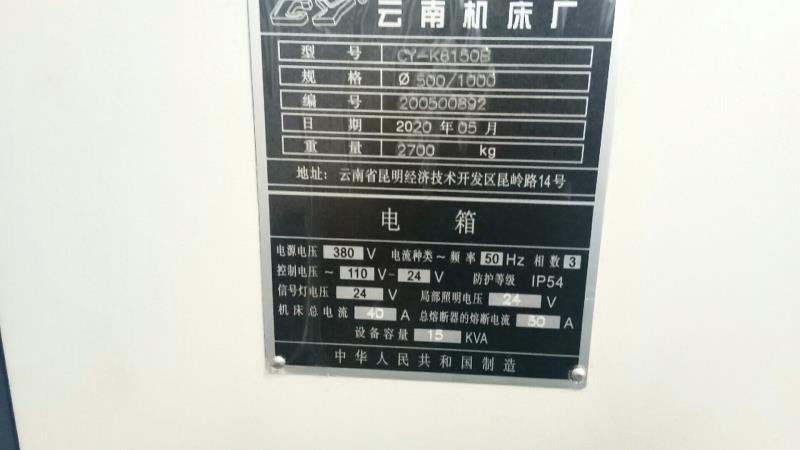 CY 云南机床厂
型号 CY-K6150B
规格 Ø 500/1000
编号 200500892
日期 2020 年 05 月
重量 2700 kg
地址: 云南省昆明经济技术开发区昆岭路14号
电 箱
电源电压 380 V 电流种类~ 频率 50 Hz 相数 3
控制电压~ 110 V- 24 V 防护等级 IP54
信号灯电压 24 V 局部照明电压 24 V
机床总电流 40 A 总熔断器的熔断电流 50 A
设备容量 15 KVA
中华人民共和国制造